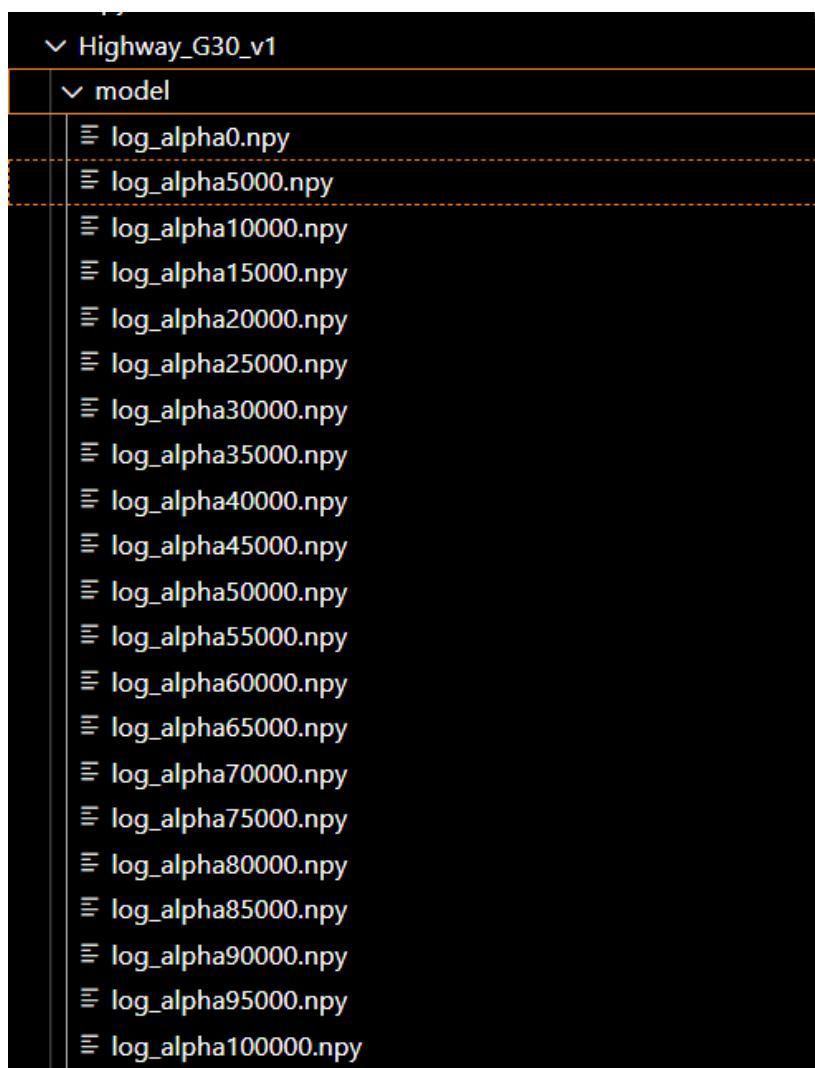 Highway_G30_v1
model
log_alpha0.npy
log_alpha5000.npy
log_alpha10000.npy
log_alpha15000.npy
log_alpha20000.npy
log_alpha25000.npy
log_alpha30000.npy
log_alpha35000.npy
log_alpha40000.npy
log_alpha45000.npy
log_alpha50000.npy
log_alpha55000.npy
log_alpha60000.npy
log_alpha65000.npy
log_alpha70000.npy
log_alpha75000.npy
log_alpha80000.npy
log_alpha85000.npy
log_alpha90000.npy
log_alpha95000.npy
log_alpha100000.npy